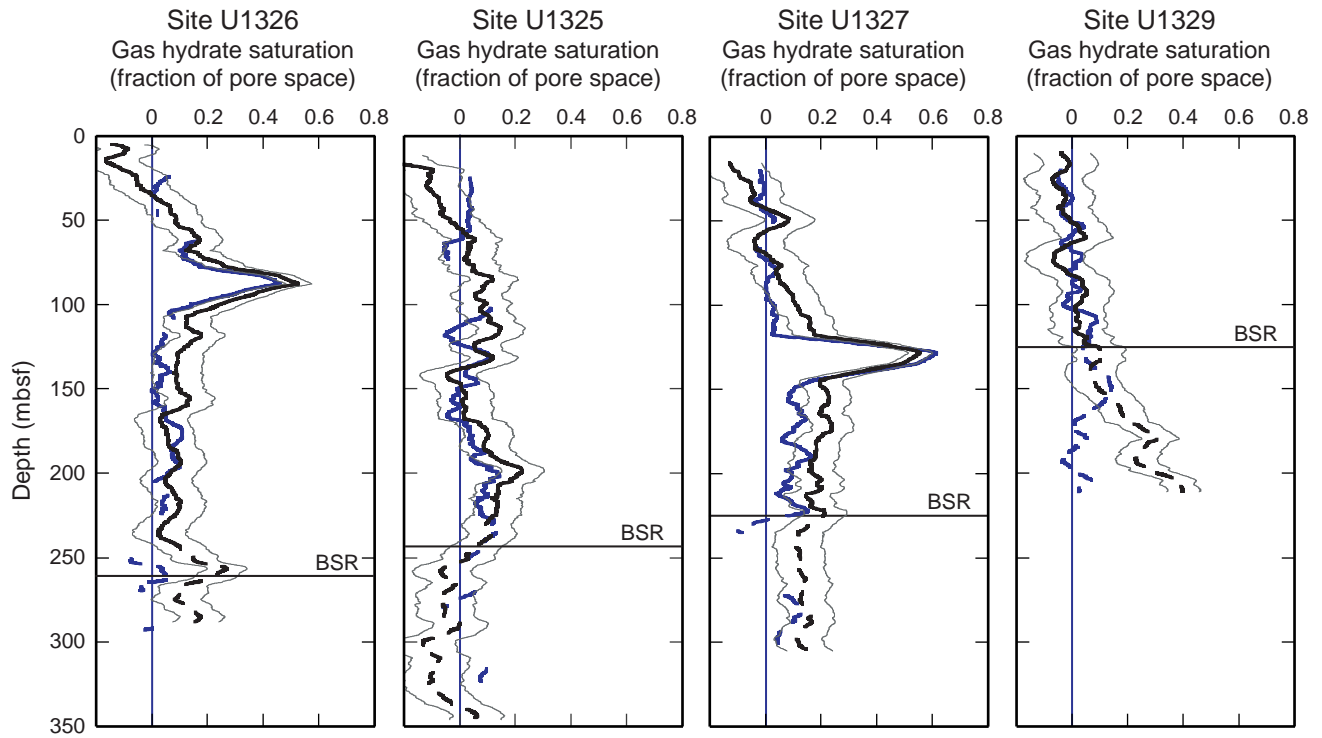 Site U1326
Gas hydrate saturation
(fraction of pore space)
0 0.2 0.4 0.6 0.8
Site U1325
Gas hydrate saturation
(fraction of pore space)
0 0.2 0.4 0.6 0.8
Site U1327
Gas hydrate saturation
(fraction of pore space)
0 0.2 0.4 0.6 0.8
Site U1329
Gas hydrate saturation
(fraction of pore space)
0 0.2 0.4 0.6 0.8
Depth (mbsf)
0
50
100
150
200
250
300
350
BSR
BSR
BSR
BSR